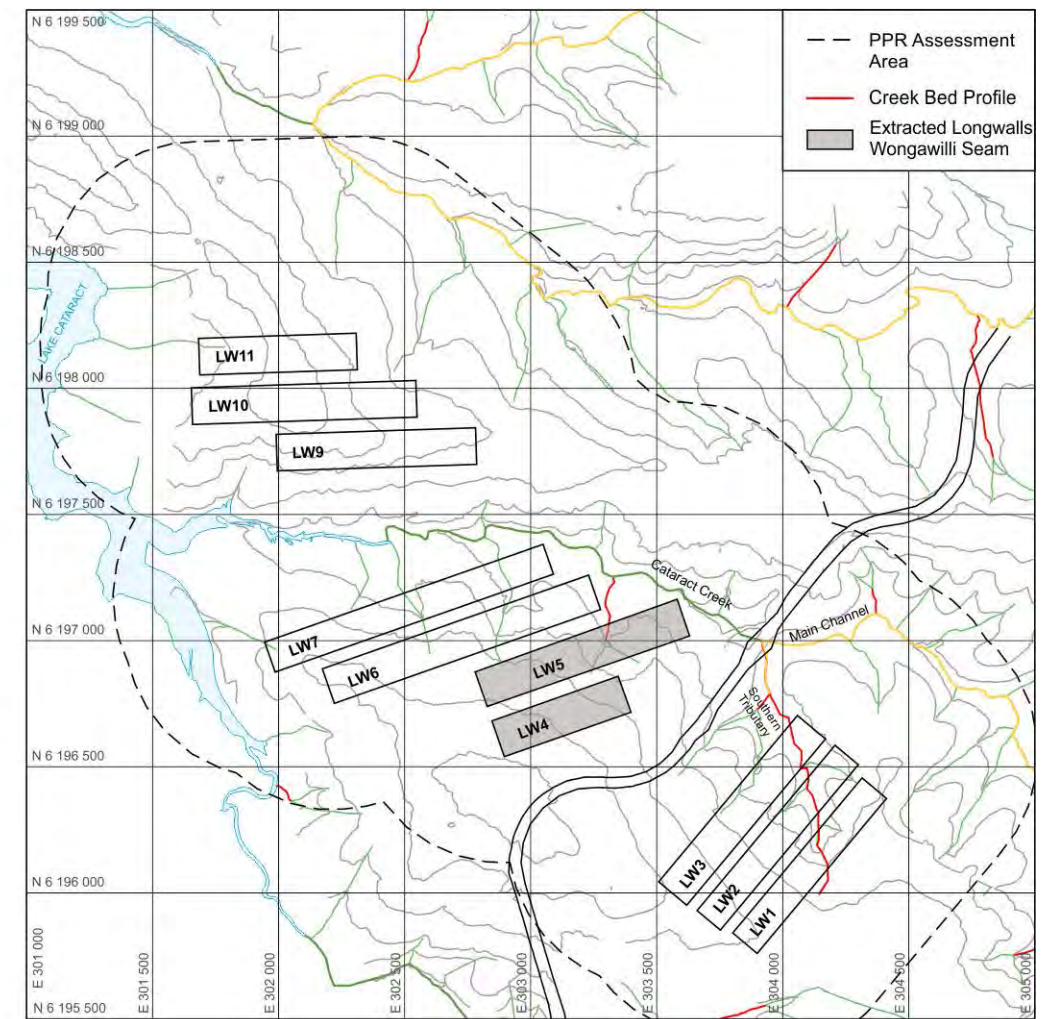 N 6 199 500
PPR Assessment
Area
Creek Bed Profile
Extracted Longwalls
Wongawilli Seam
N 6 199 000
N 6 198 500
LAKE CATARACT
LW11
N 6 198 000
LW10
LW9
N 6 197 500
Cataract Creek
Main Channel
N 6 197 000
LW7
LW6
LW5
LW4
Southern
Tributary
N 6 196 500
LW3
LW2
LW1
N 6 196 000
E 301 000
E 301 500
E 302 000
E 302 500
E 303 000
E 303 500
E 304 000
E 304 500
E 305 000
N 6 195 500